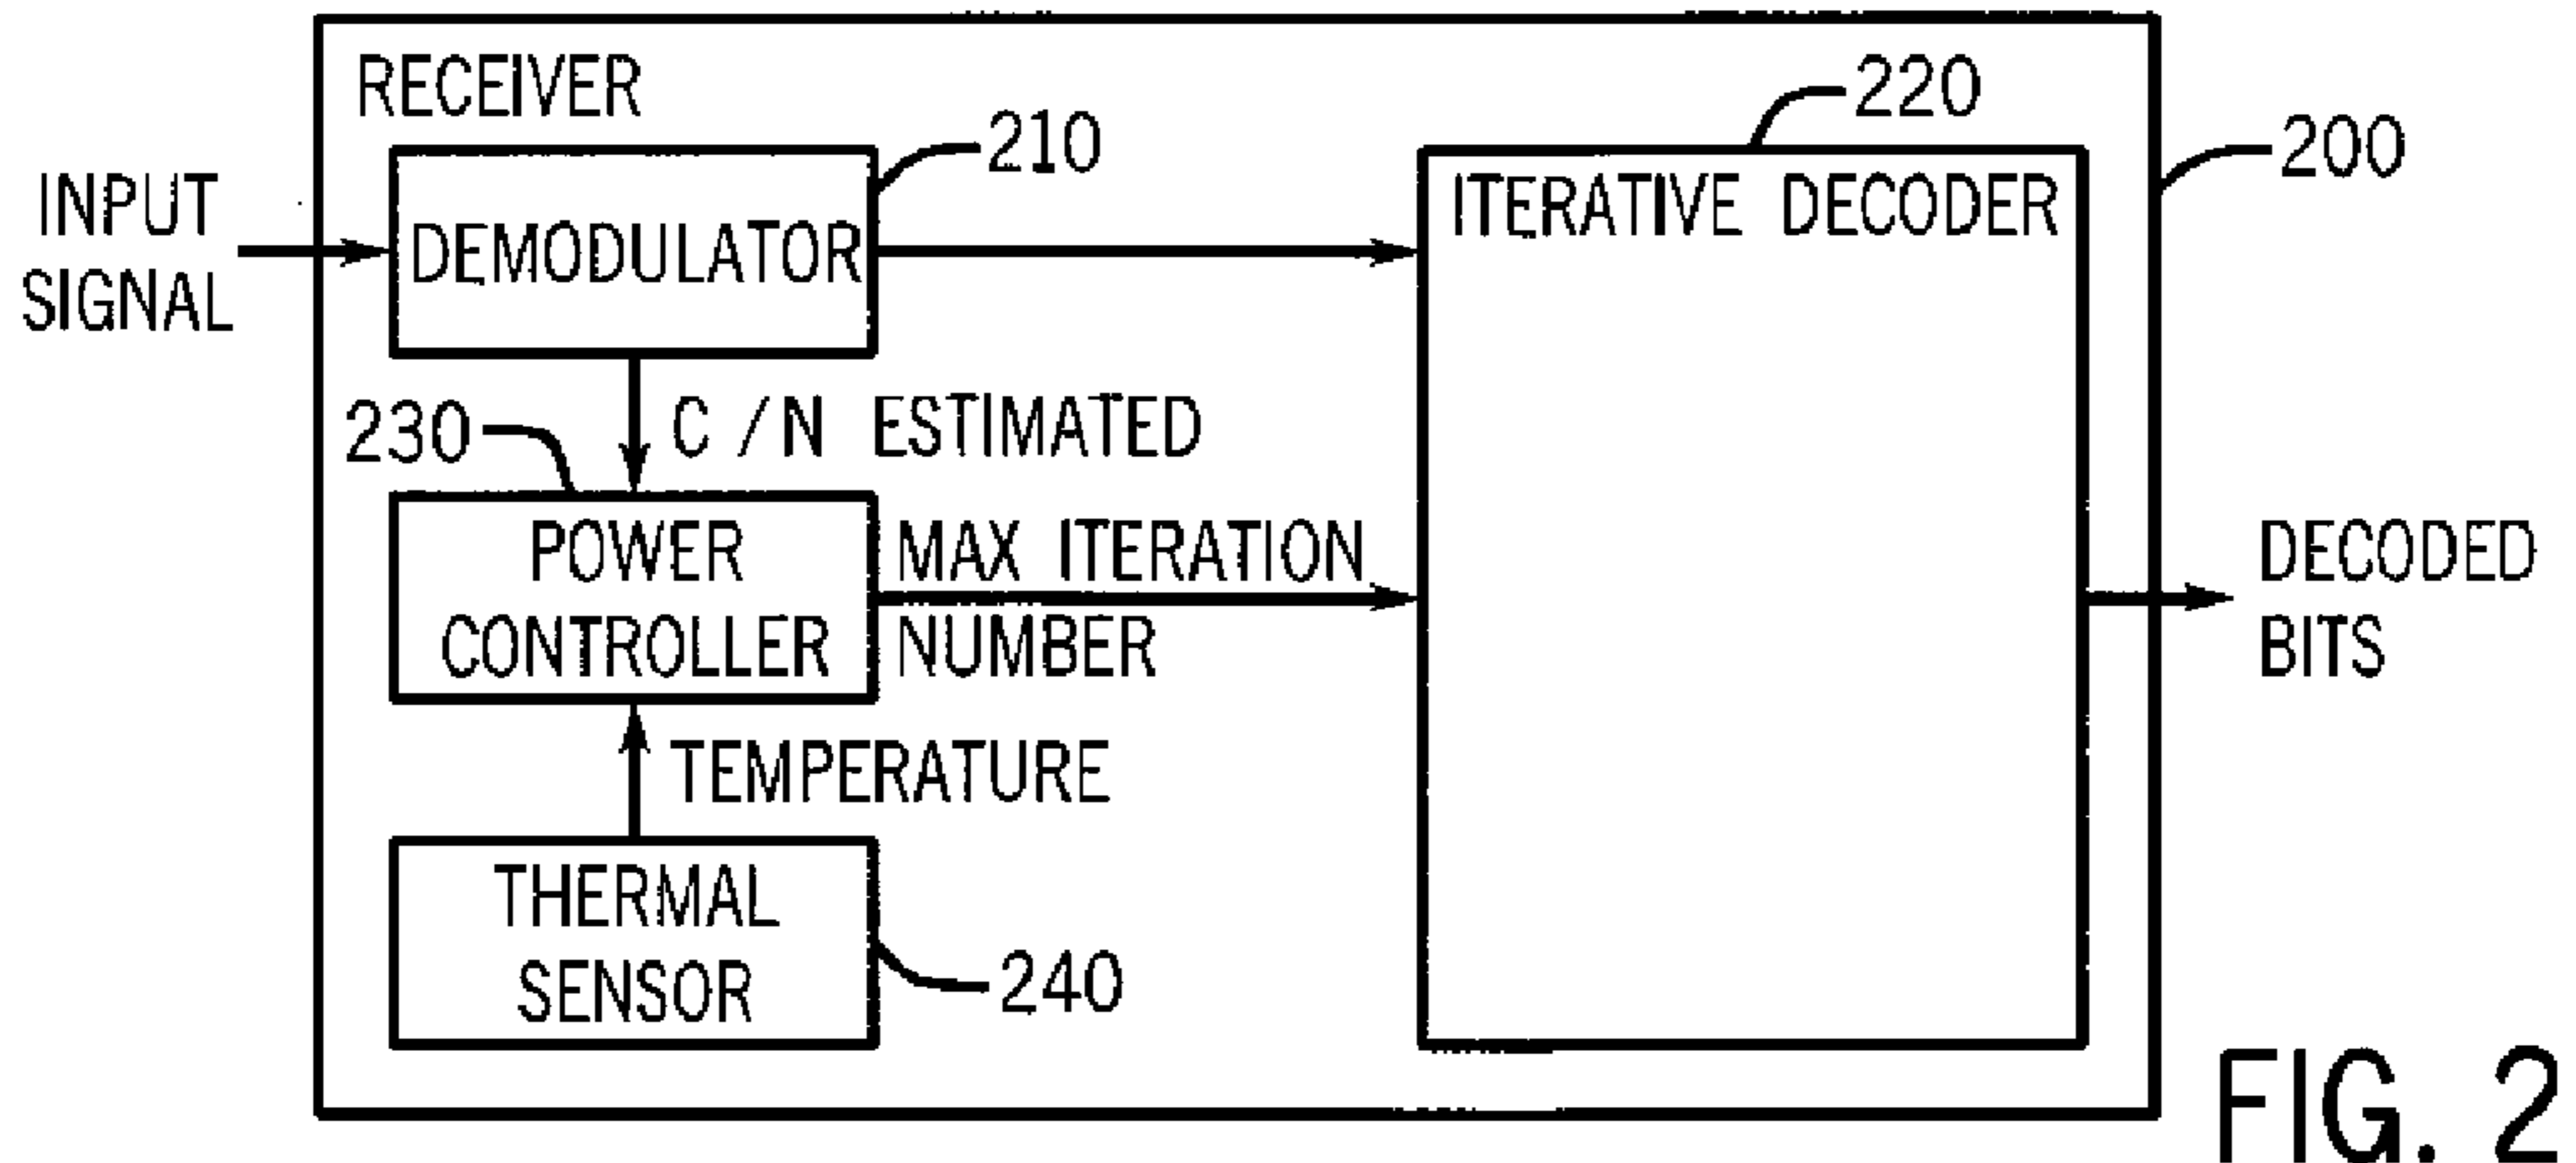 RECEIVER
220
210
200
INPUT
SIGNAL
DEMODULATOR
ITERATIVE DECODER
230
C /N ESTIMATED
POWER
CONTROLLER
MAX ITERATION
NUMBER
DECODED
BITS
TEMPERATURE
THERMAL
SENSOR
240
FIG. 2